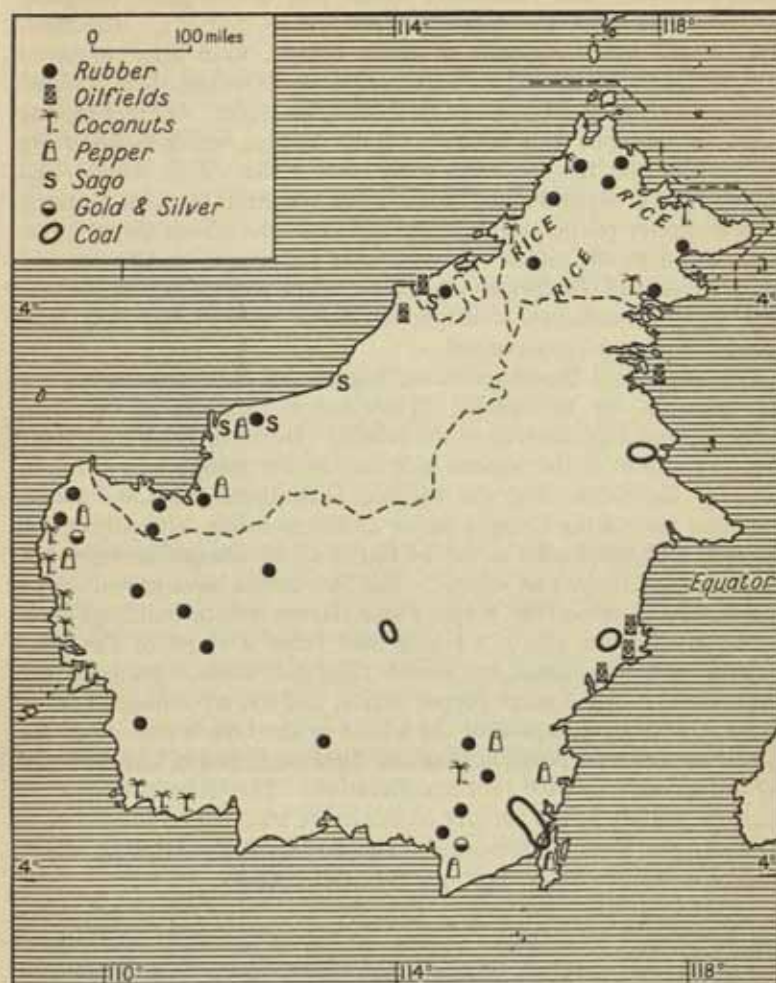 0 100 miles
Rubber
Oilfields
Coconuts
Pepper
S Sago
Gold & Silver
Coal
114°
118°
RICE
RICE
RICE
4°
4°
S
S
S S
Equator
4°
4°
110°
114°
118°